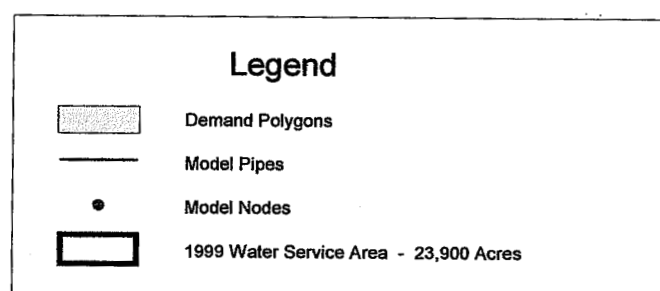 Legend
Demand Polygons
Model Pipes
Model Nodes
1999 Water Service Area - 23,900 Acres